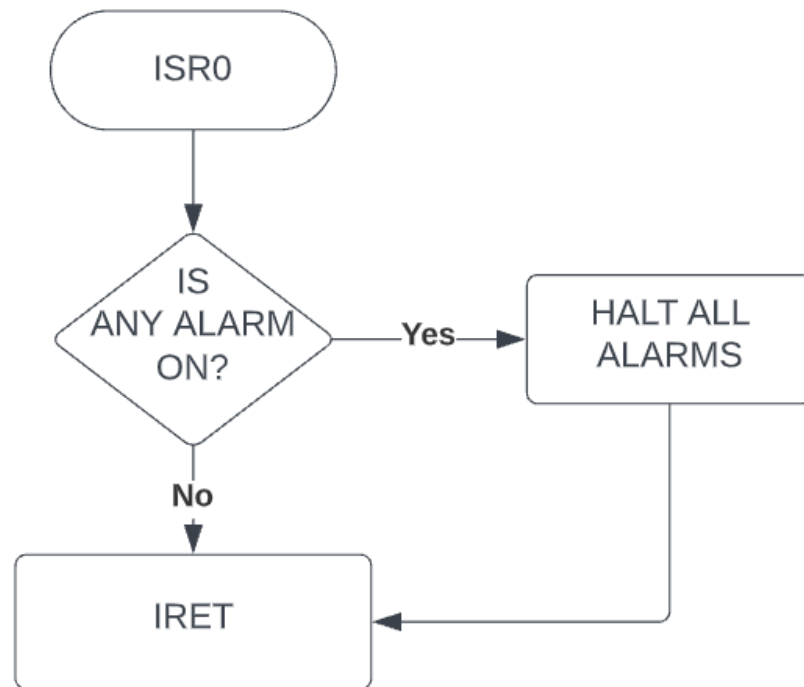 ISR0
IS
ANY ALARM
ON?
Yes
HALT ALL
ALARMS
No
IRET